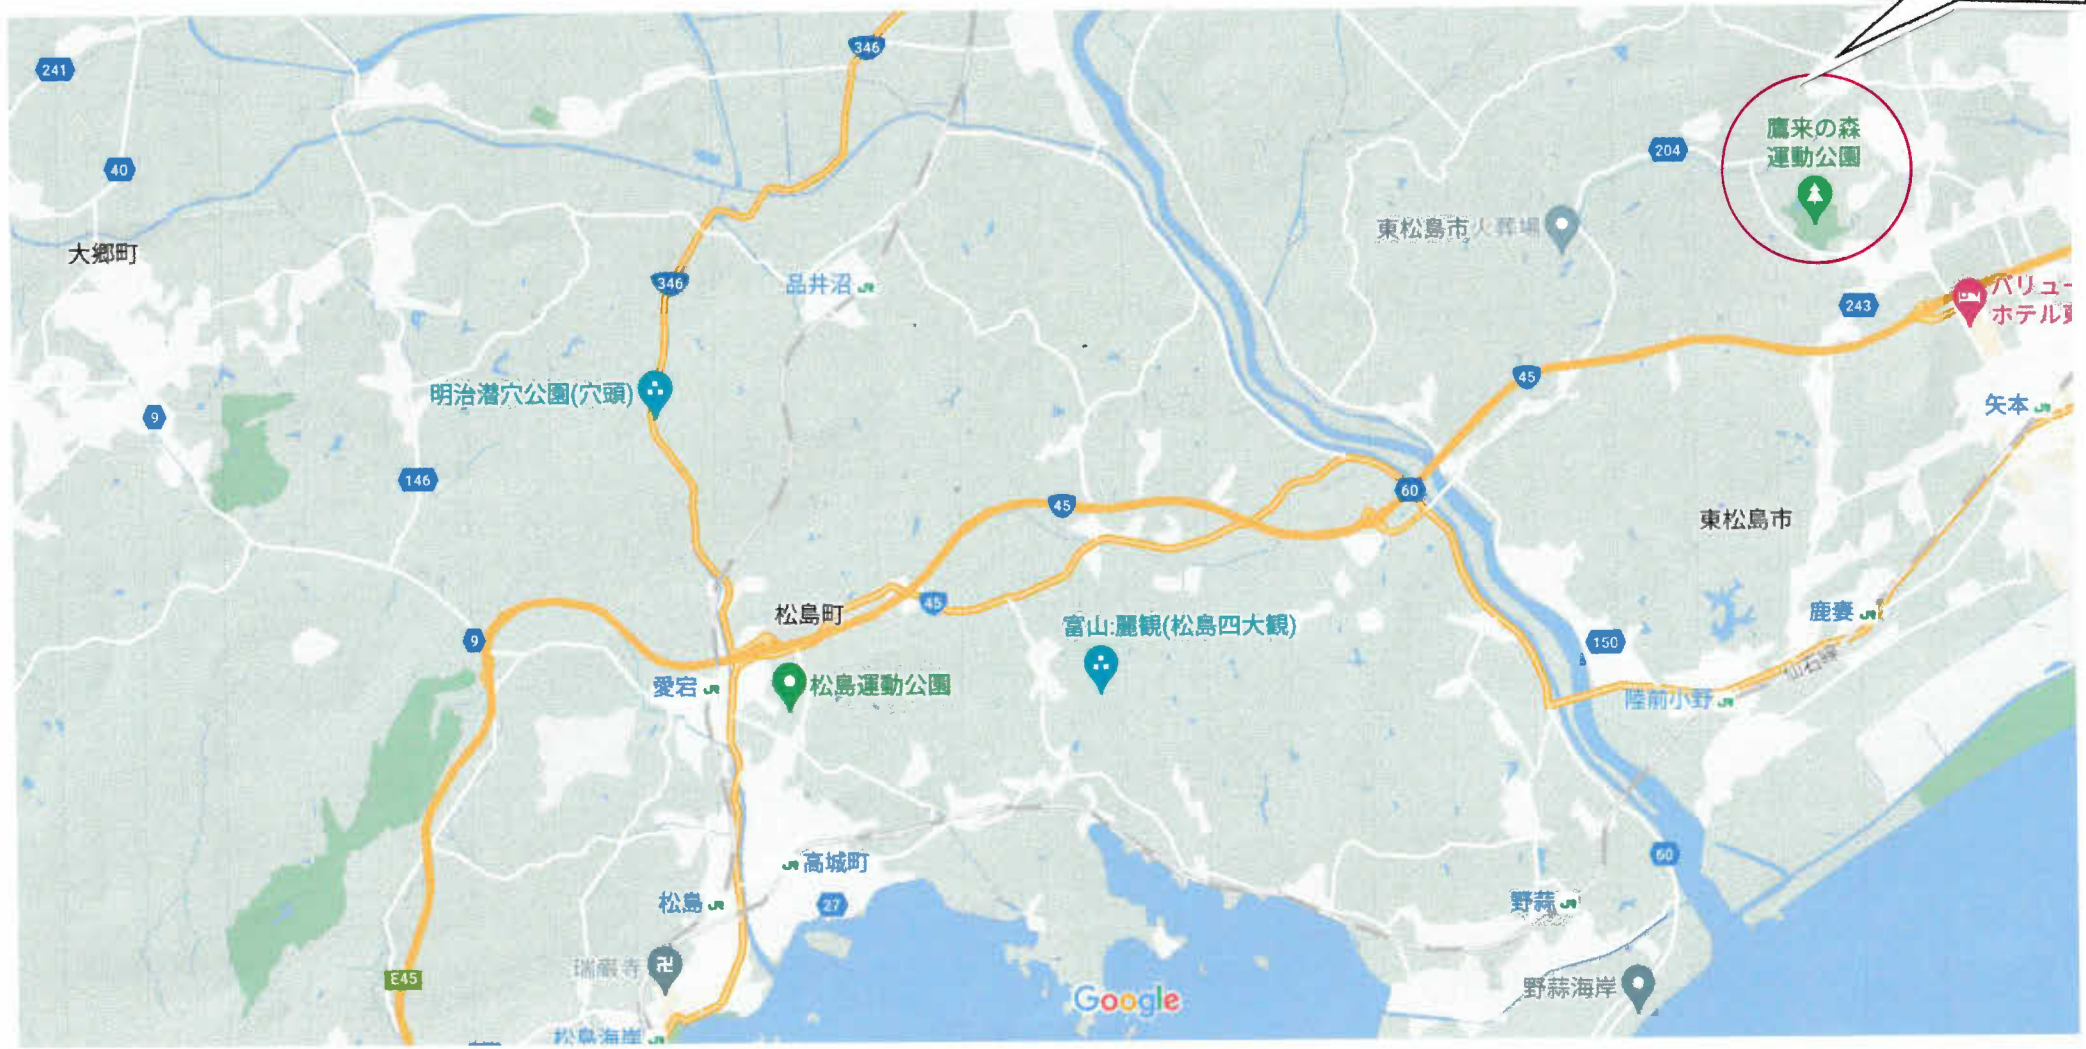 346
241
鷹来の森
運動公園
204
40
東松島市火葬場
大郷町
346
品井沼
バリュー
ホテル東
243
45
明治潜穴公園(穴頭)
9
矢本
146
45
60
東松島市
45
松島町
鹿妻
富山:麗観(松島四大観)
9
150
仙石線
愛宕
松島運動公園
陸前小野
高城町
60
松島
27
野蒜
瑞巌寺
E45
野蒜海岸
Google
松島海岸